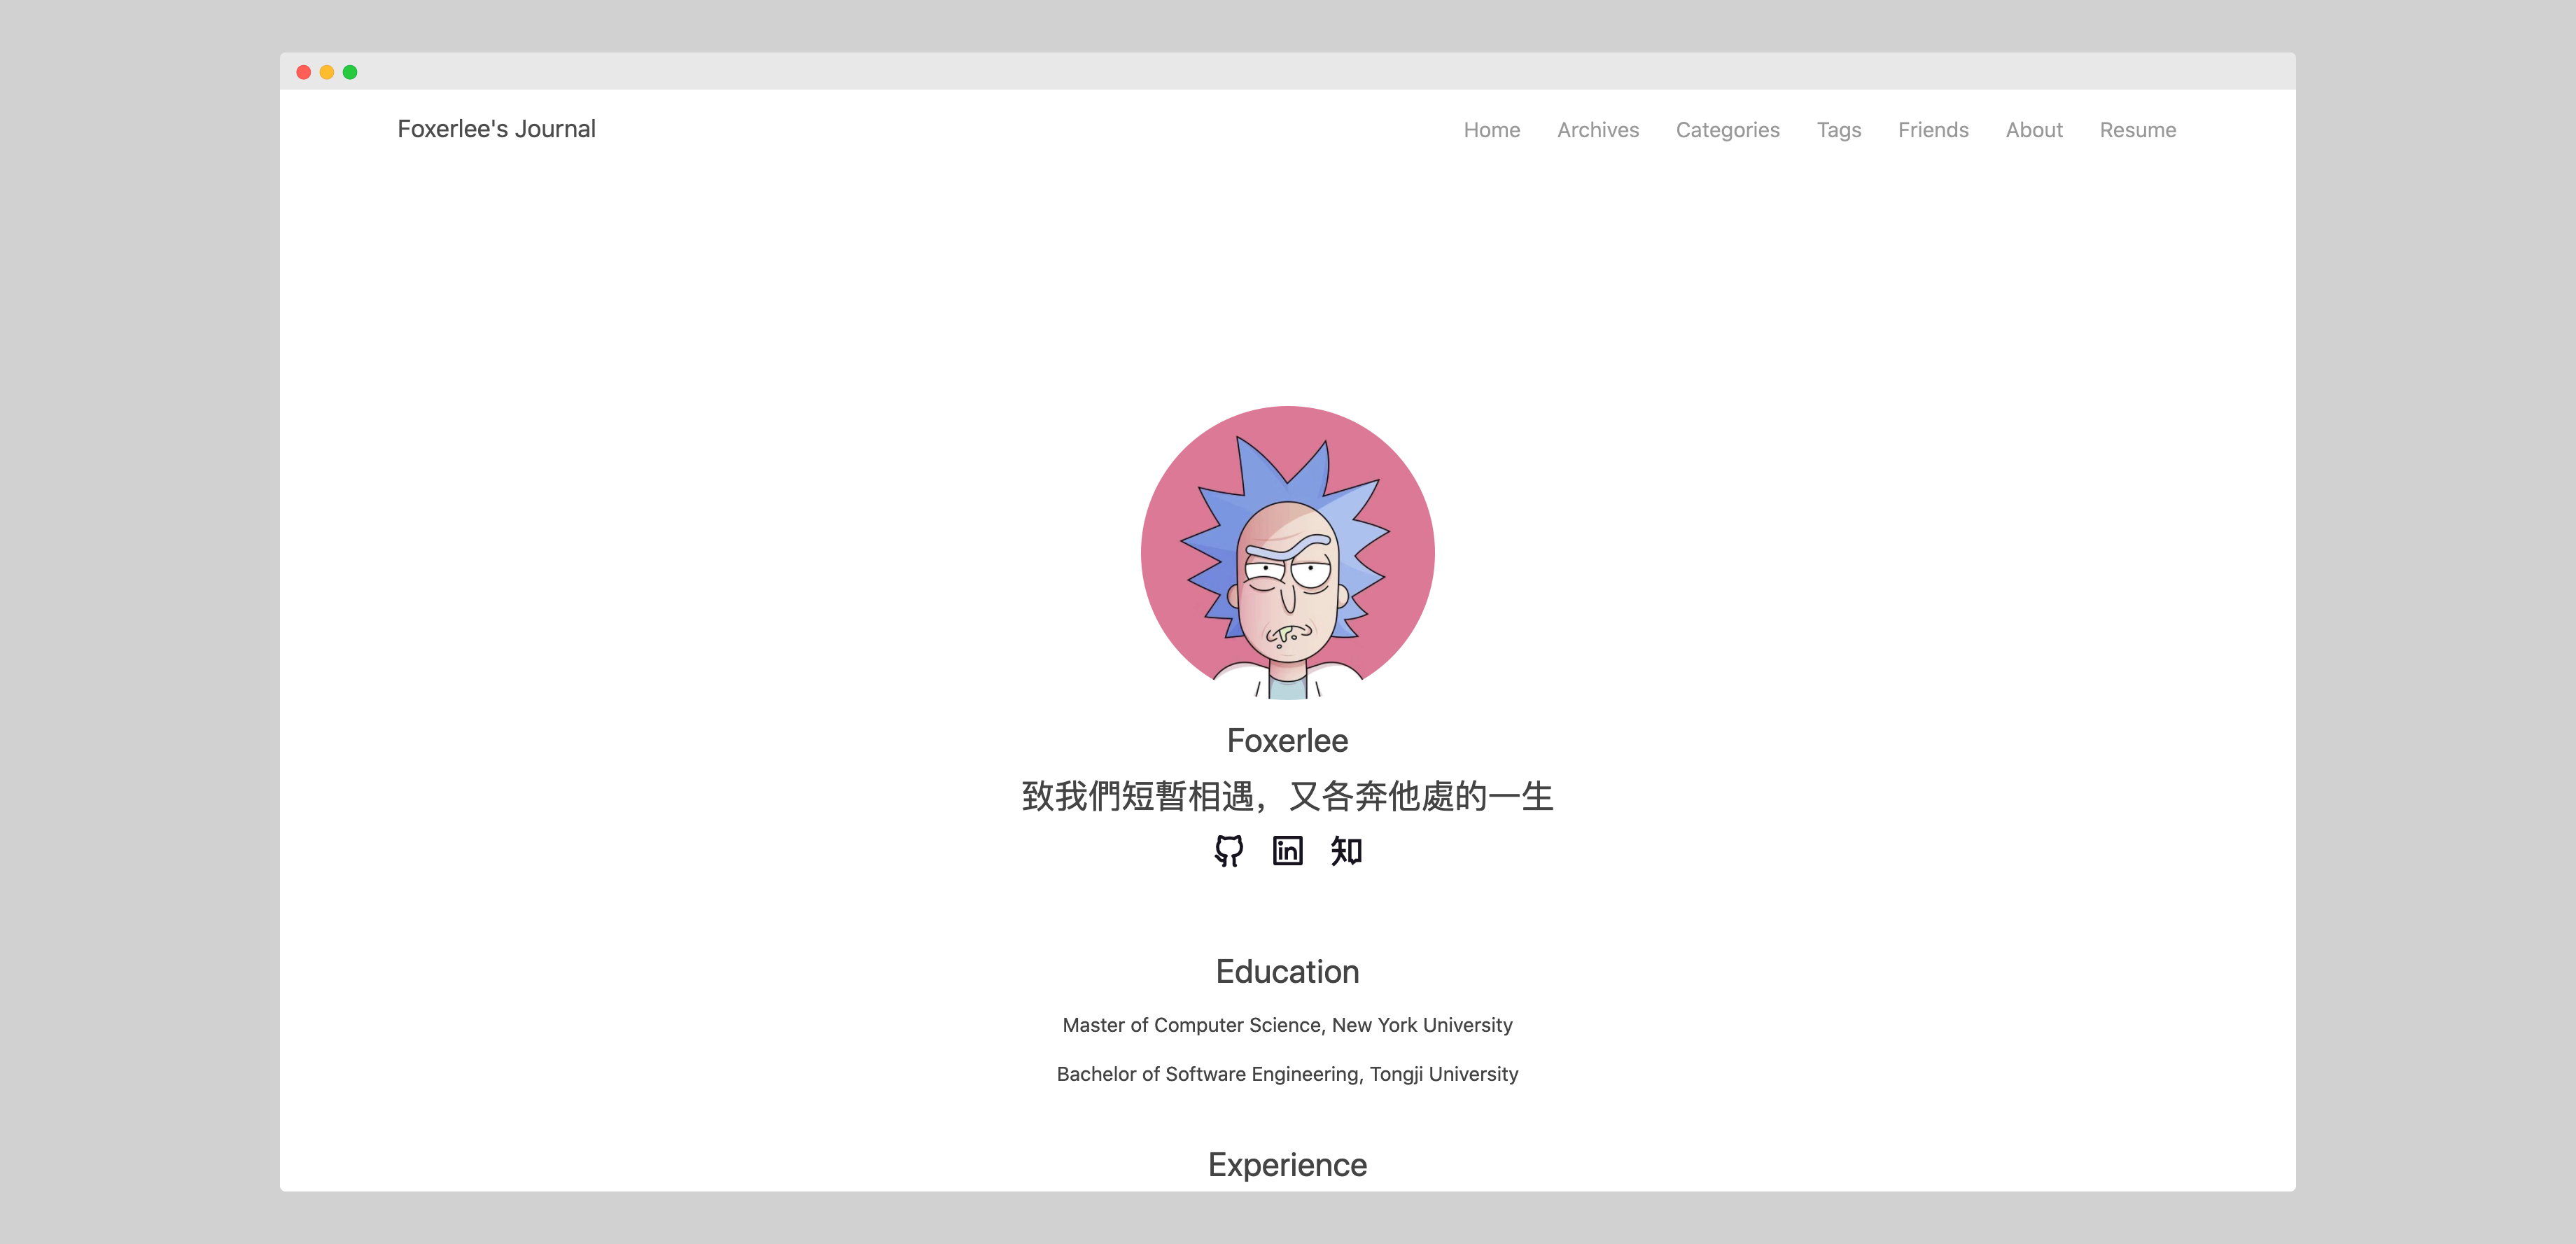 Foxerlee's Journal
Home Archives Categories Tags Friends About Resume
Foxerlee
致我們短暫相遇，又各奔他處的一生
in 知
Education
Master of Computer Science, New York University
Bachelor of Software Engineering, Tongji University
Experience